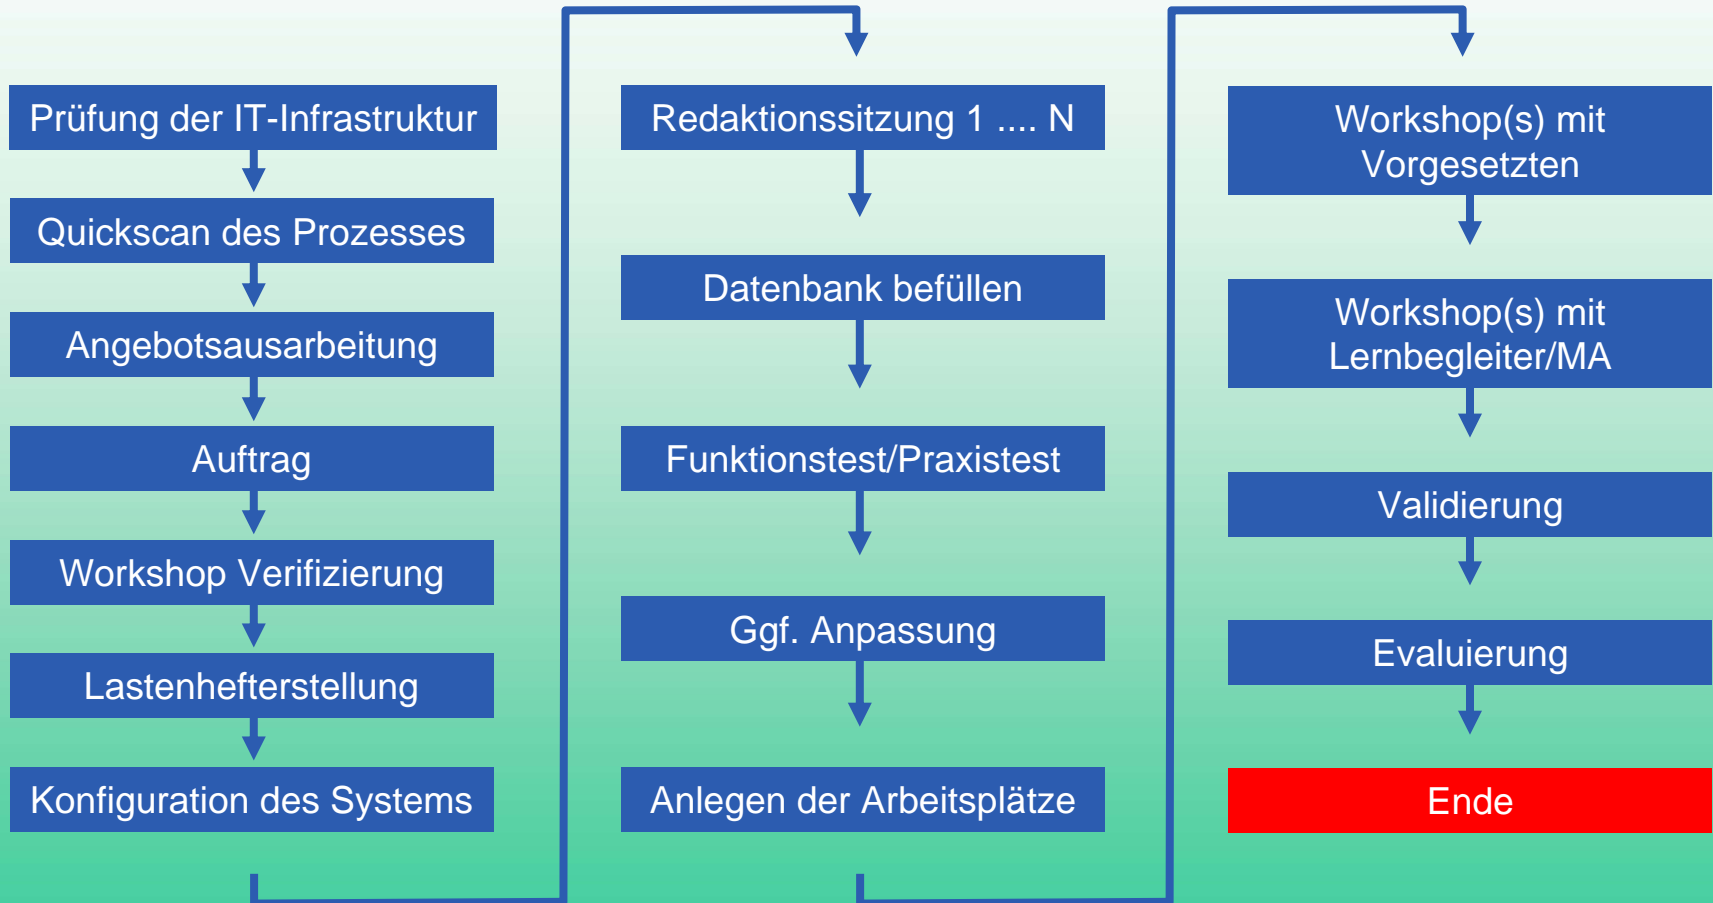 Prüfung der IT-Infrastruktur
Quickscan des Prozesses
Angebotsausarbeitung
Auftrag
Workshop Verifizierung
Lastenhefterstellung
Konfiguration des Systems
Redaktionssitzung 1 .... N
Datenbank befüllen
Funktionstest/Praxistest
Ggf. Anpassung
Anlegen der Arbeitsplätze
Workshop(s) mit
Vorgesetzten
Workshop(s) mit
Lernbegleiter/MA
Validierung
Evaluierung
Ende